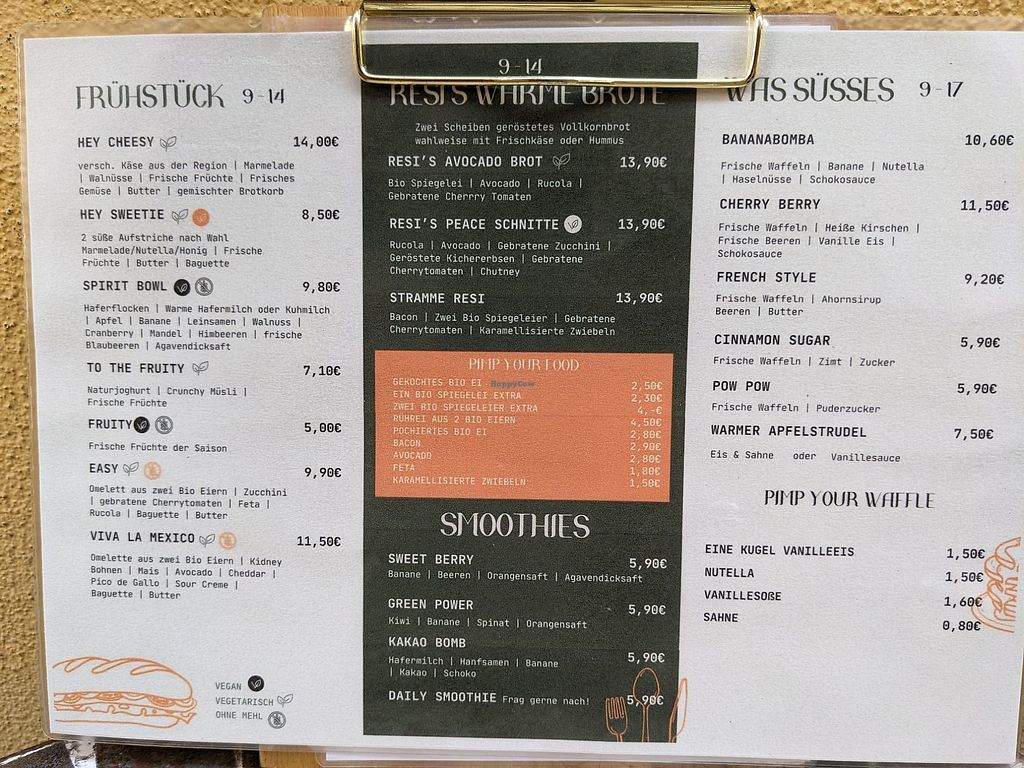 FRÜHSTÜCK 9-14
HEY CHEESY 14,00€
versch. Käse aus der Region | Marmelade
| Walnüsse | Frische Früchte | Frisches
Gemüse | Butter | gemischter Brotkorb
HEY SWEETIE 8,50€
2 süße Aufstriche nach Wahl
Marmelade/Nutella/Honig | Frische
Früchte | Butter | Baguette
SPIRIT BOWL 9,80€
Haferflocken | Warme Hafermilch oder Kuhmilch
| Apfel | Banane | Leinsamen | Walnuss |
Cranberry | Mandel | Himbeeren | frische
Blaubeeren | Agavendicksaft
TO THE FRUITY 7,10€
Naturjoghurt | Crunchy Müsli |
Frische Früchte
FRUITY 5,00€
Frische Früchte der Saison
EASY 9,90€
Omelett aus zwei Bio Eiern | Zucchini
| gebratene Cherrytomaten | Feta |
Rucola | Baguette | Butter
VIVA LA MEXICO 11,50€
Omelette aus zwei Bio Eiern | Kidney
Bohnen | Mais | Avocado | Cheddar |
Pico de Gallo | Sour Creme |
Baguette | Butter
VEGAN
VEGETARISCH
OHNE MEHL
9-14
RESI'S WARME BROTE
Zwei Scheiben geröstetes Vollkornbrot
wahlweise mit Frischkäse oder Hummus
RESI'S AVOCADO BROT 13,90€
Bio Spiegelei | Avocado | Rucola |
Gebratene Cherrry Tomaten
RESI'S PEACE SCHNITTE 13,90€
Rucola | Avocado | Gebratene Zucchini |
Geröstete Kichererbsen | Gebratene
Cherrytomaten | Chutney
STRAMME RESI 13,90€
Bacon | Zwei Bio Spiegeleier | Gebratene
Cherrytomaten | Karamellisierte Zwiebeln
PIMP YOUR FOOD
GEKOCHTES BIO EI 2,50€
HappyCow
EIN BIO SPIEGELEI EXTRA 2,30€
ZWEI BIO SPIEGELEIER EXTRA 4,-€
RÜHREI AUS 2 BIO EIERN 4,50€
POCHIERTES BIO EI 2,80€
BACON 2,90€
AVOCADO 2,80€
FETA 1,80€
KARAMELLISIERTE ZWIEBELN 1,50€
SMOOTHIES
SWEET BERRY 5,90€
Banane | Beeren | Orangensaft | Agavendicksaft
GREEN POWER 5,90€
Kiwi | Banane | Spinat | Orangensaft
KAKAO BOMB 5,90€
Hafermilch | Hanfsamen | Banane
| Kakao | Schoko
DAILY SMOOTHIE Frag gerne nach! 5,90€
WAS SÜSSES 9-17
BANANABOMBA 10,60€
Frische Waffeln | Banane | Nutella
| Haselnüsse | Schokosauce
CHERRY BERRY 11,50€
Frische Waffeln | Heiße Kirschen |
Frische Beeren | Vanille Eis |
Schokosauce
FRENCH STYLE 9,20€
Frische Waffeln | Ahornsirup
Beeren | Butter
CINNAMON SUGAR 5,90€
Frische Waffeln | Zimt | Zucker
POW POW 5,90€
Frische Waffeln | Puderzucker
WARMER APFELSTRUDEL 7,50€
Eis & Sahne oder Vanillesauce
PIMP YOUR WAFFLE
EINE KUGEL VANILLEEIS 1,50€
NUTELLA 1,50€
VANILLESOßE 1,60€
SAHNE 0,80€